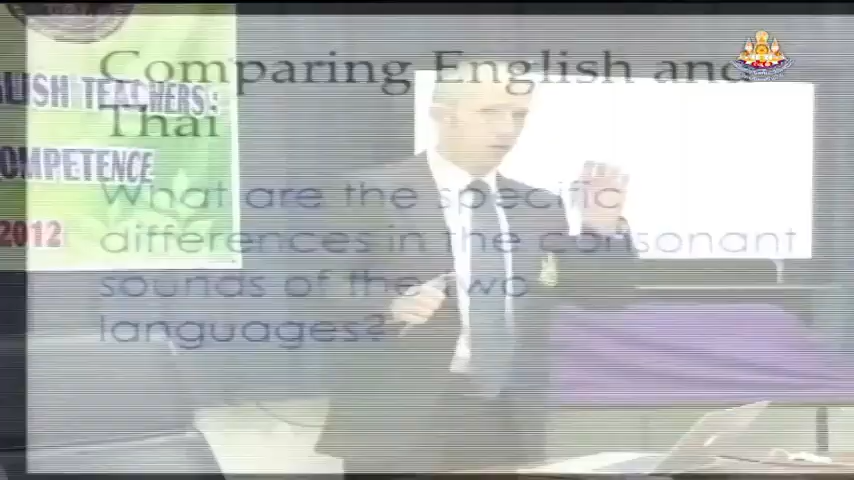 LISH TEACHERS:
OMPETENCE
2012
Comparing English and
Thai
What are the specific
differences in the consonant
sounds of the two
languages?